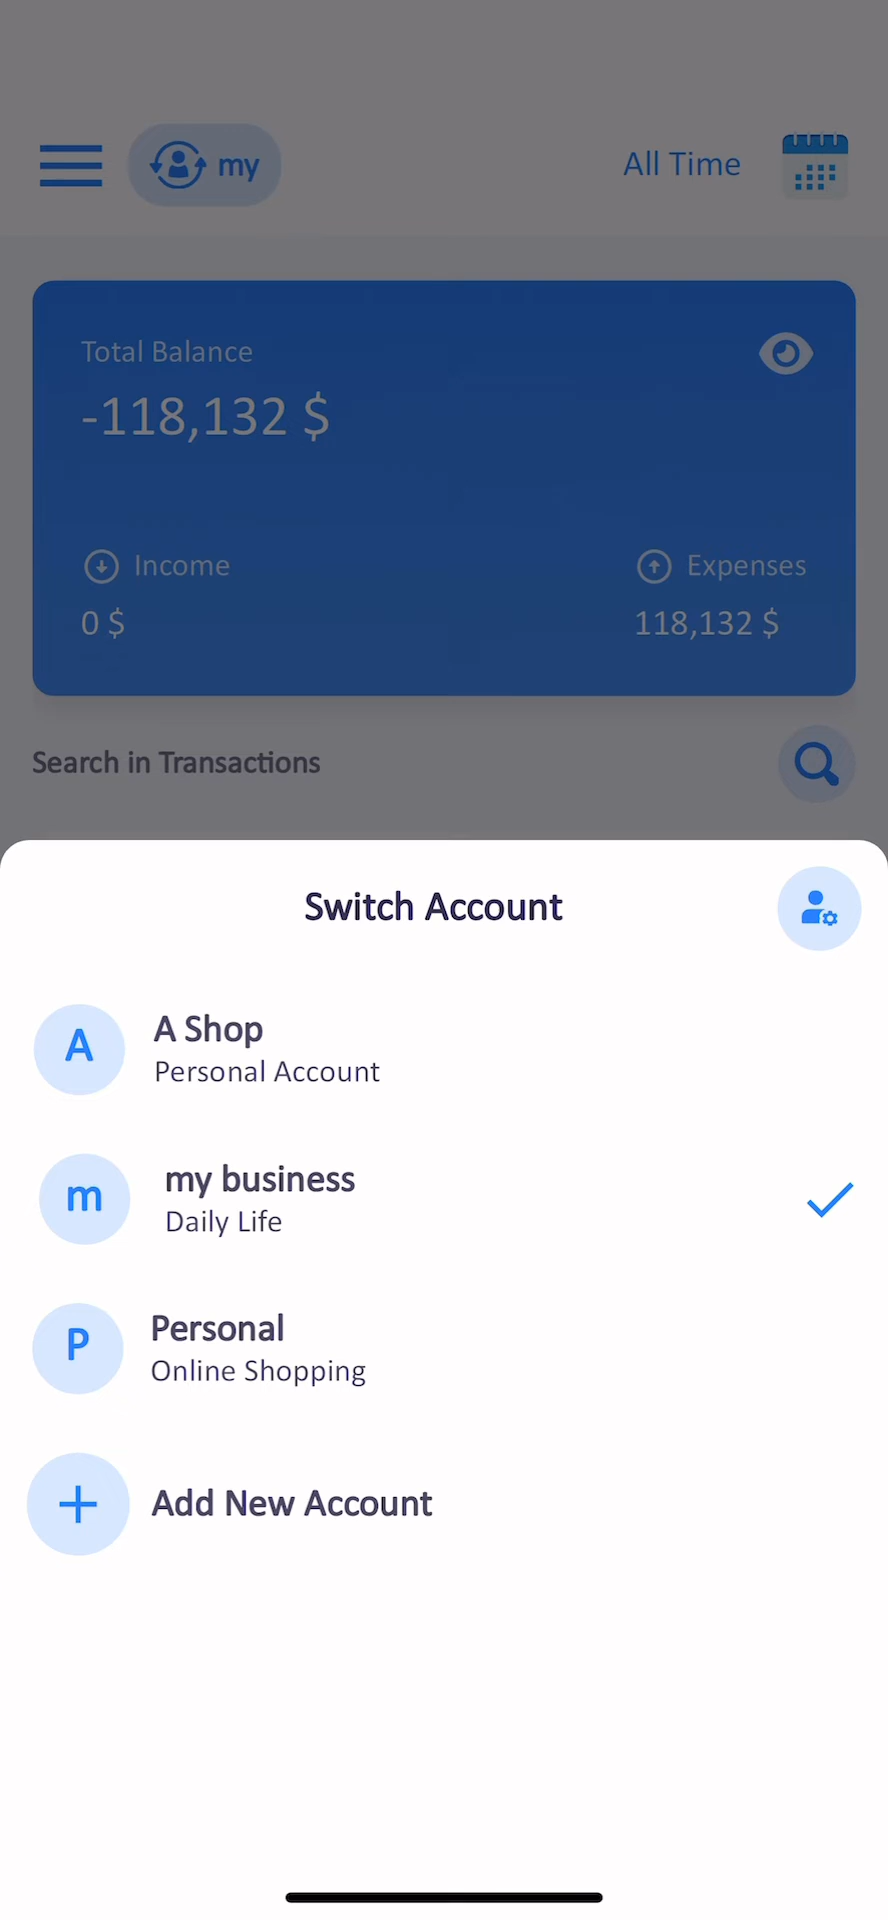 my
All Time
Total Balance
-118,132 $
Income
Expenses
0 $
118,132 $
Search in Transactions
Switch Account
A
A Shop
Personal Account
m
my business
Daily Life
P
Personal
Online Shopping
Add New Account